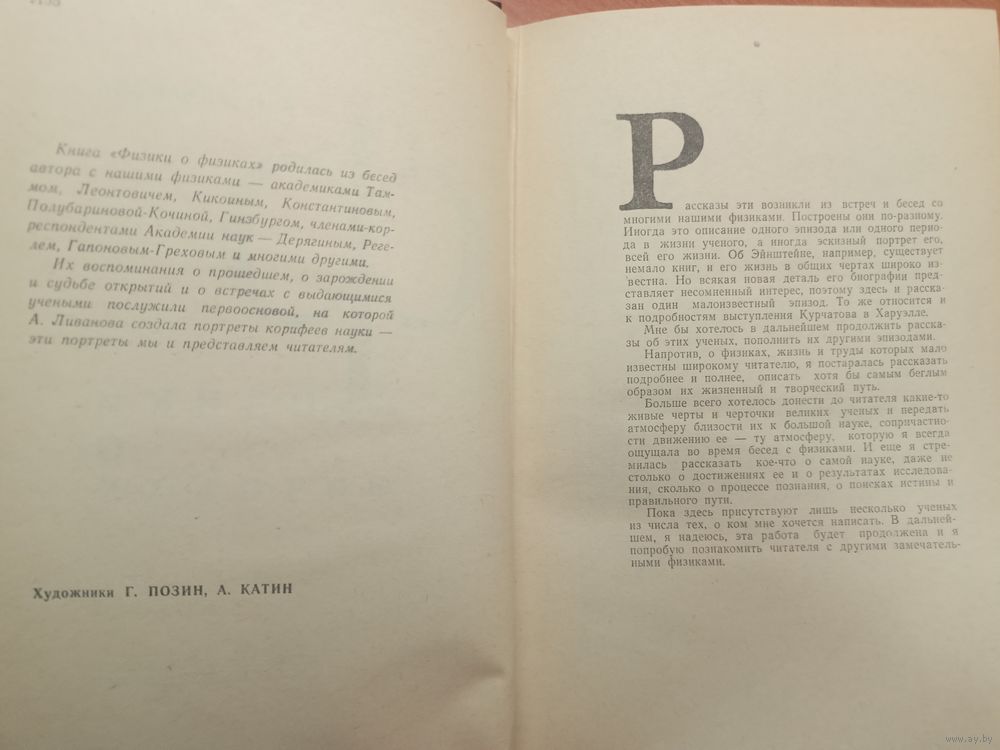 Книга «Физики о физиках» родилась из бесед
автора с нашими физиками — академиками Там-
мом, Леонтовичем, Кикоиным, Константиновым,
Полубариновой-Кочиной, Гинзбургом, членами-кор-
респондентами Академии наук — Дерягиным, Реге-
лем, Гапоновым-Греховым и многими другими.
Их воспоминания о прошедшем, о зарождении
и судьбе открытий и о встречах с выдающимися
учеными послужили первоосновой, на которой
А. Ливанова создала портреты корифеев науки —
эти портреты мы и представляем читателям.
Художники Г. ПОЗИН, А. КАТИН
Рассказы эти возникли из встреч и бесед со
многими нашими физиками. Построены они по-разному.
Иногда это описание одного эпизода или одного перио-
да в жизни ученого, а иногда эскизный портрет его,
всей его жизни. Об Эйнштейне, например, существует
немало книг, и его жизнь в общих чертах широко из-
вестна. Но всякая новая деталь его биографии пред-
ставляет несомненный интерес, поэтому здесь и расска-
зан один малоизвестный эпизод. То же относится и
к подробностям выступления Курчатова в Харуэлле.
Мне бы хотелось в дальнейшем продолжить расска-
зы об этих ученых, пополнить их другими эпизодами.
Напротив, о физиках, жизнь и труды которых мало
известны широкому читателю, я постаралась рассказать
подробнее и полнее, описать хотя бы самым беглым
образом их жизненный и творческий путь.
Больше всего хотелось донести до читателя какие-то
живые черты и черточки великих ученых и передать
атмосферу близости их к большой науке, сопричастно-
сти движению ее — ту атмосферу, которую я всегда
ощущала во время бесед с физиками. И еще я стре-
милась рассказать кое-что о самой науке, даже не
столько о достижениях ее и о результатах исследова-
ния, сколько о процессе познания, о поисках истины и
правильного пути.
Пока здесь присутствуют лишь несколько ученых
из числа тех, о ком мне хочется написать. В дальней-
шем, я надеюсь, эта работа будет продолжена и я
попробую познакомить читателя с другими замечатель-
ными физиками.
www.ay.by